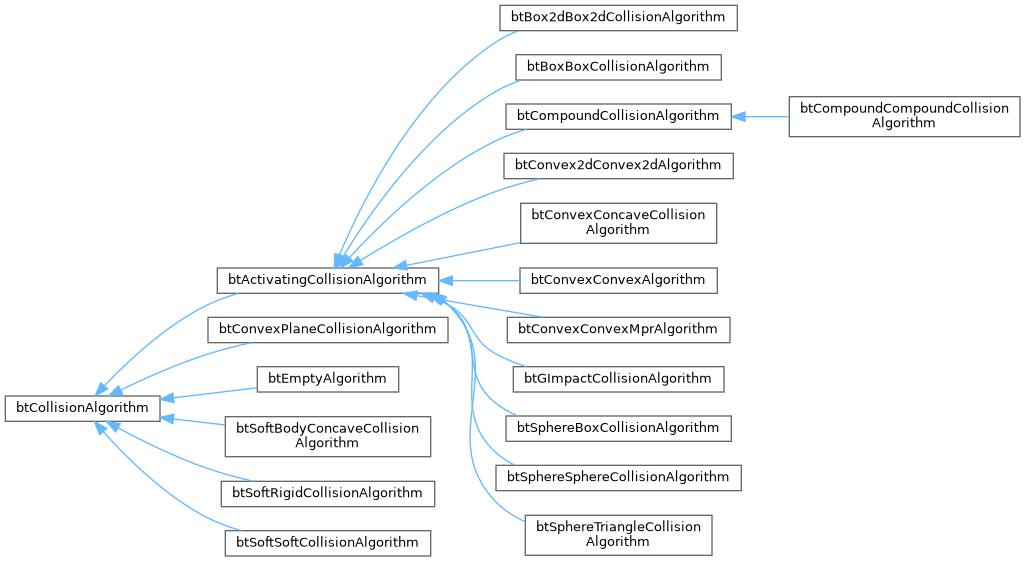 btBox2dBox2dCollisionAlgorithm
btBoxBoxCollisionAlgorithm
btCompoundCollisionAlgorithm
btCompoundCompoundCollision
Algorithm
btConvex2dConvex2dAlgorithm
btConvexConcaveCollision
Algorithm
btActivatingCollisionAlgorithm
btConvexConvexAlgorithm
btConvexPlaneCollisionAlgorithm
btConvexConvexMprAlgorithm
btEmptyAlgorithm
btGImpactCollisionAlgorithm
btCollisionAlgorithm
btSoftBodyConcaveCollision
Algorithm
btSphereBoxCollisionAlgorithm
btSphereSphereCollisionAlgorithm
btSoftRigidCollisionAlgorithm
btSphereTriangleCollision
Algorithm
btSoftSoftCollisionAlgorithm